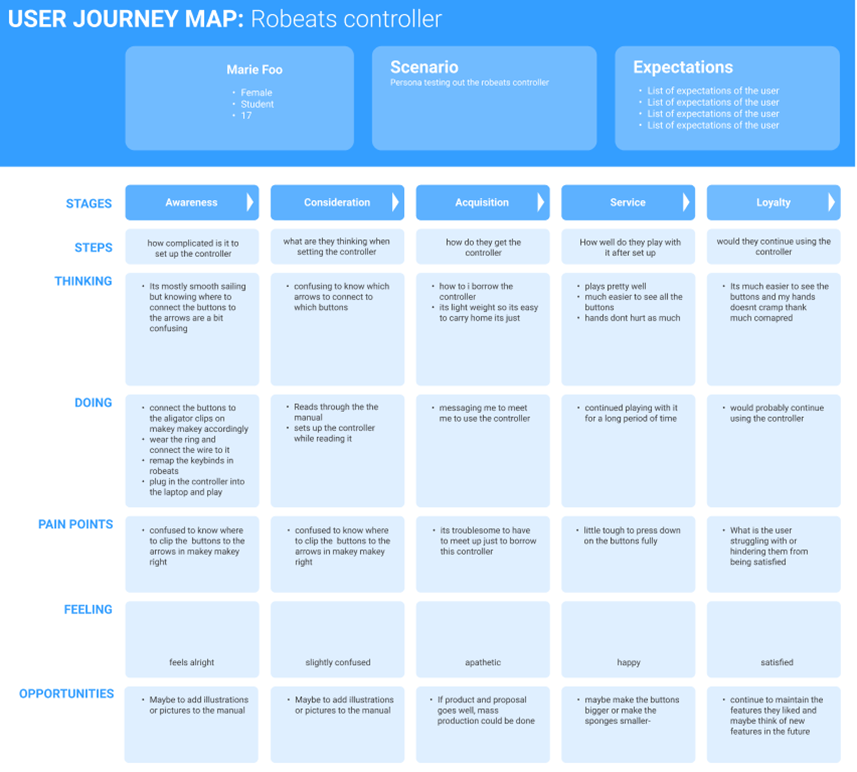 USER JOURNEY MAP: Robeats controller
Marie Foo
• Female
• Student
• 17
Scenario
Persona testing out the robeats controller
Expectations
• List of expectations of the user
• List of expectations of the user
• List of expectations of the user
• List of expectations of the user
STAGES
Awareness
Consideration
Acquisition
Service
Loyalty
STEPS
how complicated is it to
set up the controller
what are they thinking when
setting the controller
how do they get the
controller
How well do they play with
it after set up
would they continue using the
controller
THINKING
• Its mostly smooth sailing
but knowing where to
connect the buttons to
the arrows are a bit
confusing
• confusing to know which
arrows to connect to
which buttons
• how to i borrow the
controller
• its light weight so its easy
to carry home its just
• plays pretty well
• much easier to see all the
buttons
• hands dont hurt as much
• Its much easier to see the
buttons and my hands
doesnt cramp thank
much comapred
DOING
• connect the buttons to
the aligator clips on
makey makey accordingly
• wear the ring and
connect the wire to it
• remap the keybinds in
robeats
• plug in the controller into
the laptop and play
• Reads through the the
manual
• sets up the controller
while reading it
• messaging me to meet
me to use the controller
• continued playing with it
for a long period of time
• would probably continue
using the controller
PAIN POINTS
• confused to know where
to clip the buttons to the
arrows in makey makey
right
• confused to know where
to clip the buttons to the
arrows in makey makey
right
• its troublesome to have
to meet up just to borrow
this controller
• little tough to press down
on the buttons fully
• What is the user
struggling with or
hindering them from
being satisfied
FEELING
feels alright
slightly confused
apathetic
happy
satisfied
OPPORTUNITIES
• Maybe to add illustrations
or pictures to the manual
• Maybe to add illustrations
or pictures to the manual
• If product and proposal
goes well, mass
production could be done
• maybe make the buttons
bigger or make the
sponges smaller-
• continue to maintain the
features they liked and
maybe think of new
features in the future